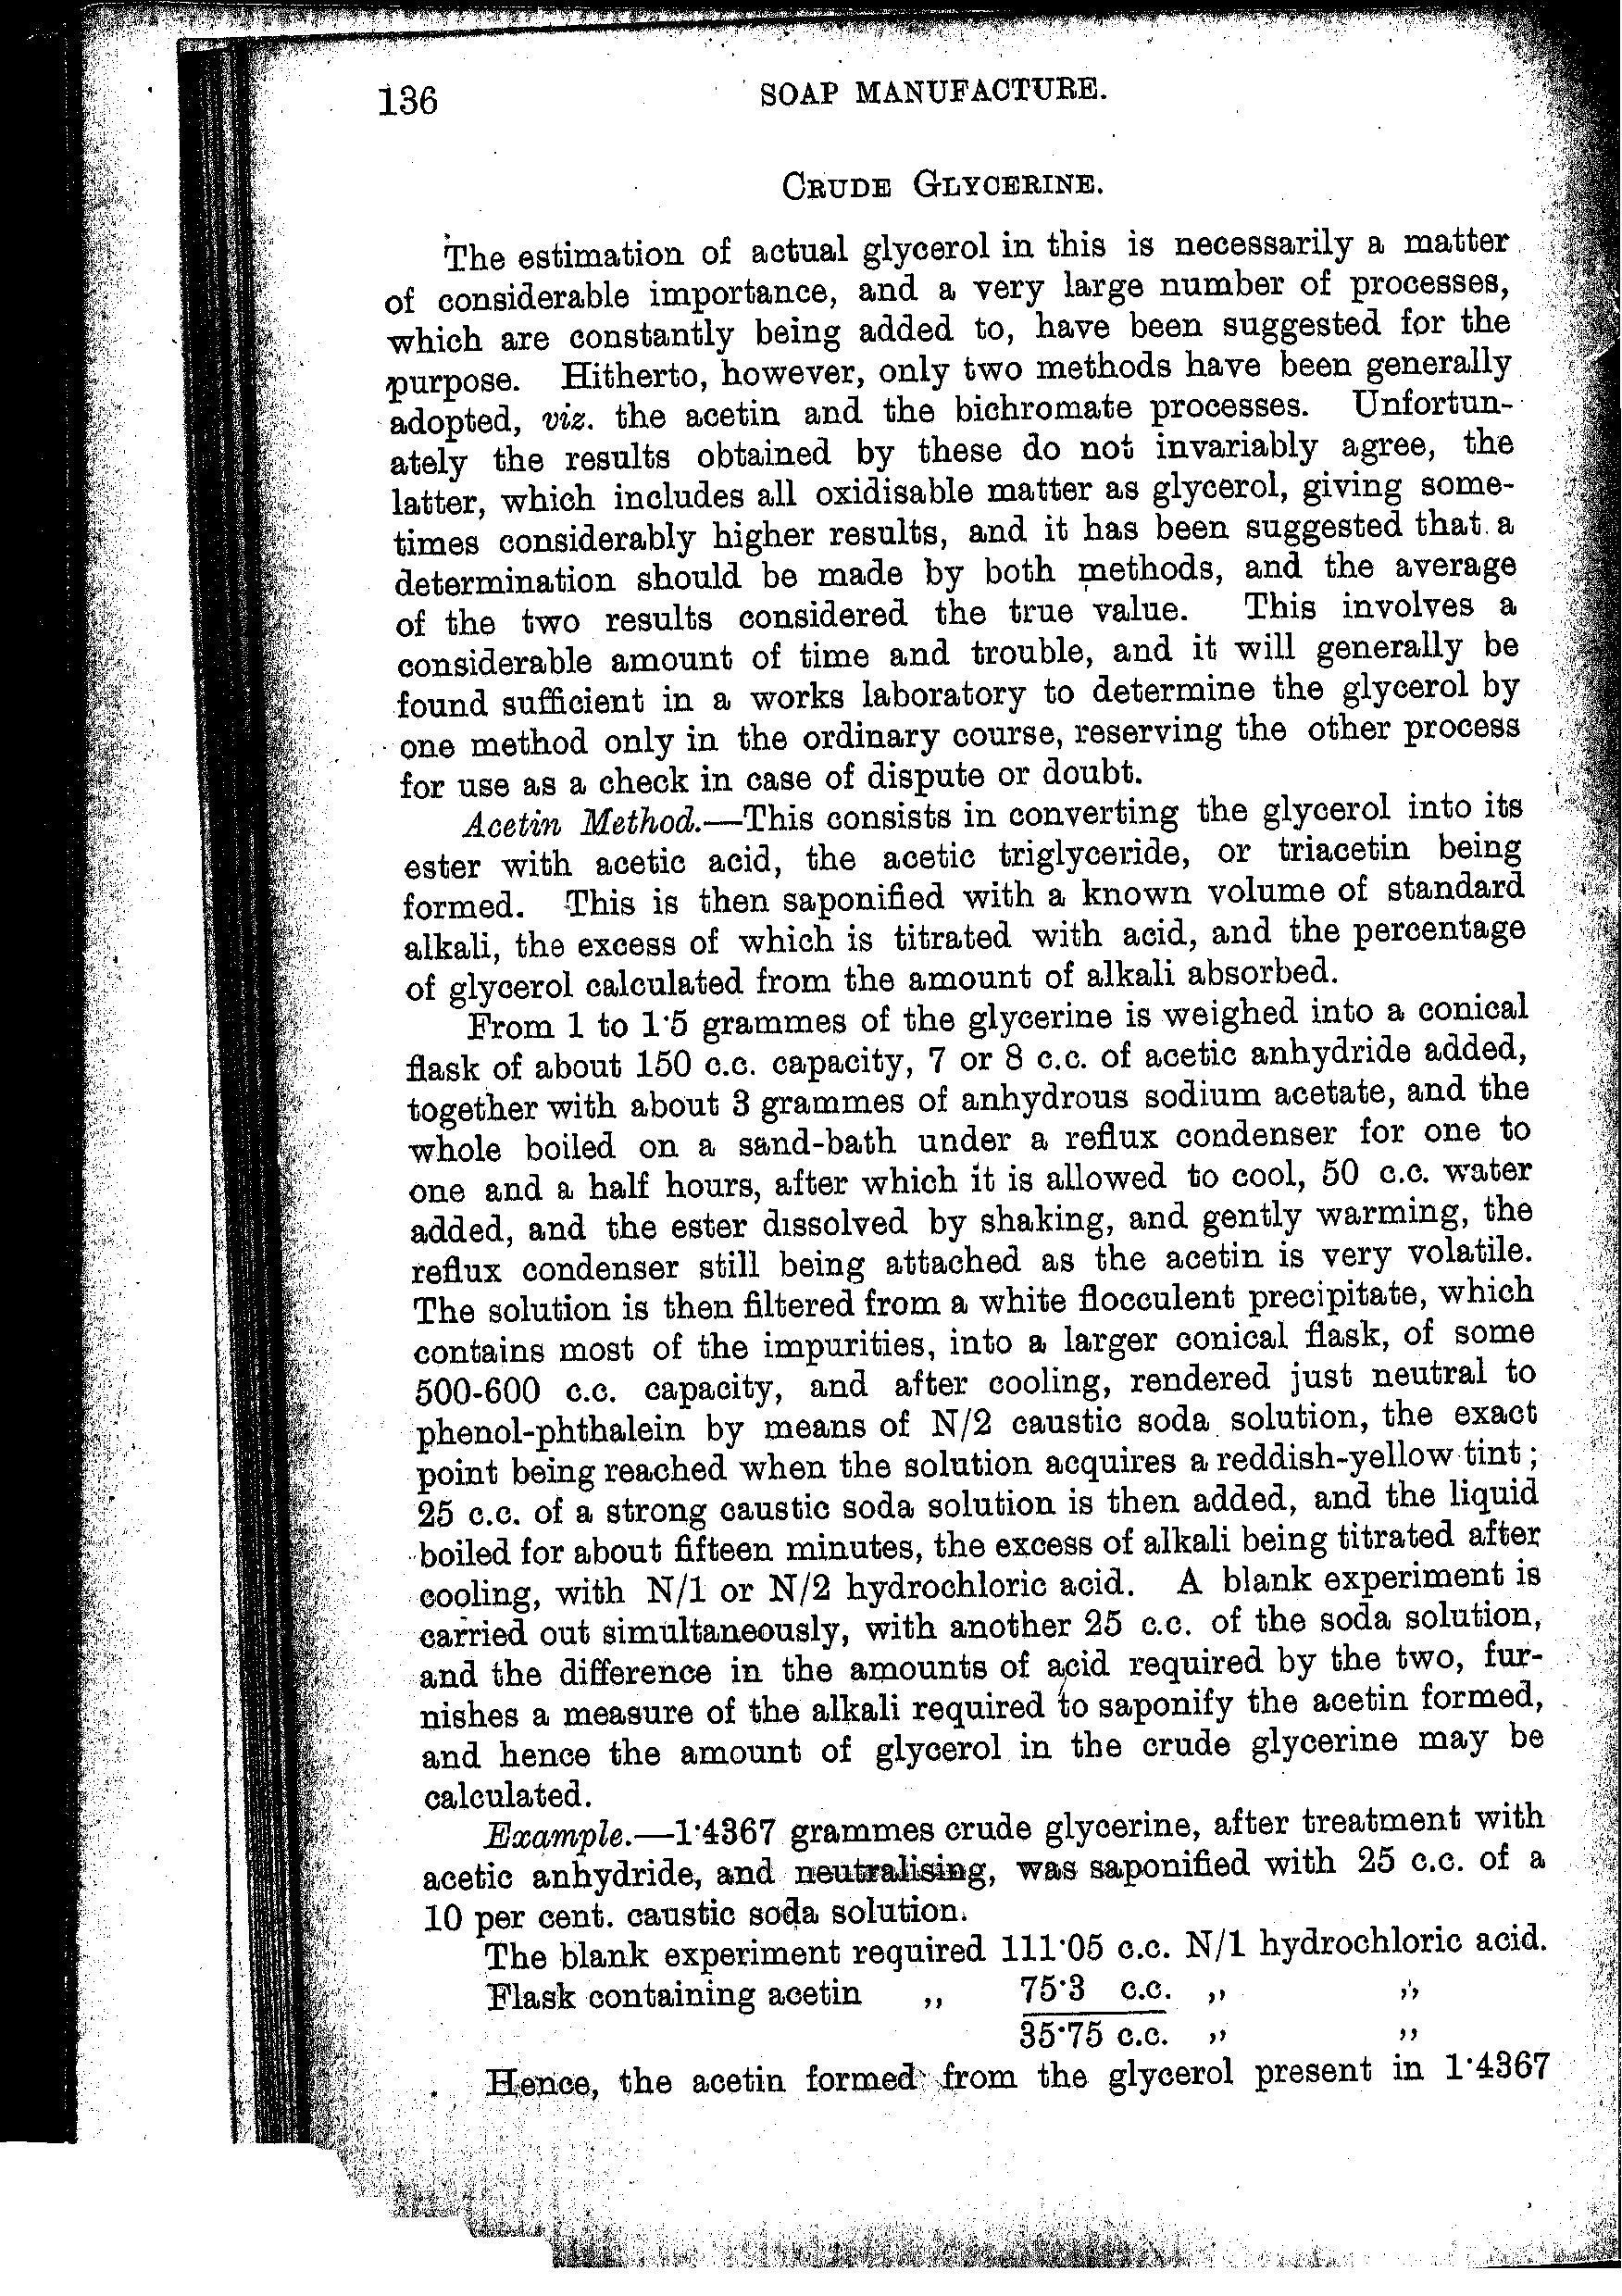 136
SOAP MANUFACTURE.
CRUDE GLYCERINE.
The estimation of actual glycerol in this is necessarily a matter
of considerable importance, and a very large number of processes,
which are constantly being added to, have been suggested for the
purpose. Hitherto, however, only two methods have been generally
adopted, viz. the acetin and the bichromate processes. Unfortun-
ately the results obtained by these do not invariably agree, the
latter, which includes all oxidisable matter as glycerol, giving some-
times considerably higher results, and it has been suggested that a
determination should be made by both methods, and the average
of the two results considered the true value. This involves a
considerable amount of time and trouble, and it will generally be
found sufficient in a works laboratory to determine the glycerol by
one method only in the ordinary course, reserving the other process
for use as a check in case of dispute or doubt.
Acetin Method.—This consists in converting the glycerol into its
ester with acetic acid, the acetic triglyceride, or triacetin being
formed. This is then saponified with a known volume of standard
alkali, the excess of which is titrated with acid, and the percentage
of glycerol calculated from the amount of alkali absorbed.
From 1 to 1·5 grammes of the glycerine is weighed into a conical
flask of about 150 c.c. capacity, 7 or 8 c.c. of acetic anhydride added,
together with about 3 grammes of anhydrous sodium acetate, and the
whole boiled on a sand-bath under a reflux condenser for one to
one and a half hours, after which it is allowed to cool, 50 c.c. water
added, and the ester dissolved by shaking, and gently warming, the
reflux condenser still being attached as the acetin is very volatile.
The solution is then filtered from a white flocculent precipitate, which
contains most of the impurities, into a larger conical flask, of some
500-600 c.c. capacity, and after cooling, rendered just neutral to
phenol-phthalein by means of N/2 caustic soda solution, the exact
point being reached when the solution acquires a reddish-yellow tint;
25 c.c. of a strong caustic soda solution is then added, and the liquid
boiled for about fifteen minutes, the excess of alkali being titrated after
cooling, with N/1 or N/2 hydrochloric acid. A blank experiment is
carried out simultaneously, with another 25 c.c. of the soda solution,
and the difference in the amounts of acid required by the two, fur-
nishes a measure of the alkali required to saponify the acetin formed,
and hence the amount of glycerol in the crude glycerine may be
calculated.
Example.—1·4367 grammes crude glycerine, after treatment with
acetic anhydride, and neutralising, was saponified with 25 c.c. of a
10 per cent. caustic soda solution.
The blank experiment required 111·05 c.c. N/1 hydrochloric acid.
Flask containing acetin ,, 75·3 c.c. ,, ,,
35·75 c.c. ,, ,,
Hence, the acetin formed from the glycerol present in 1·4367